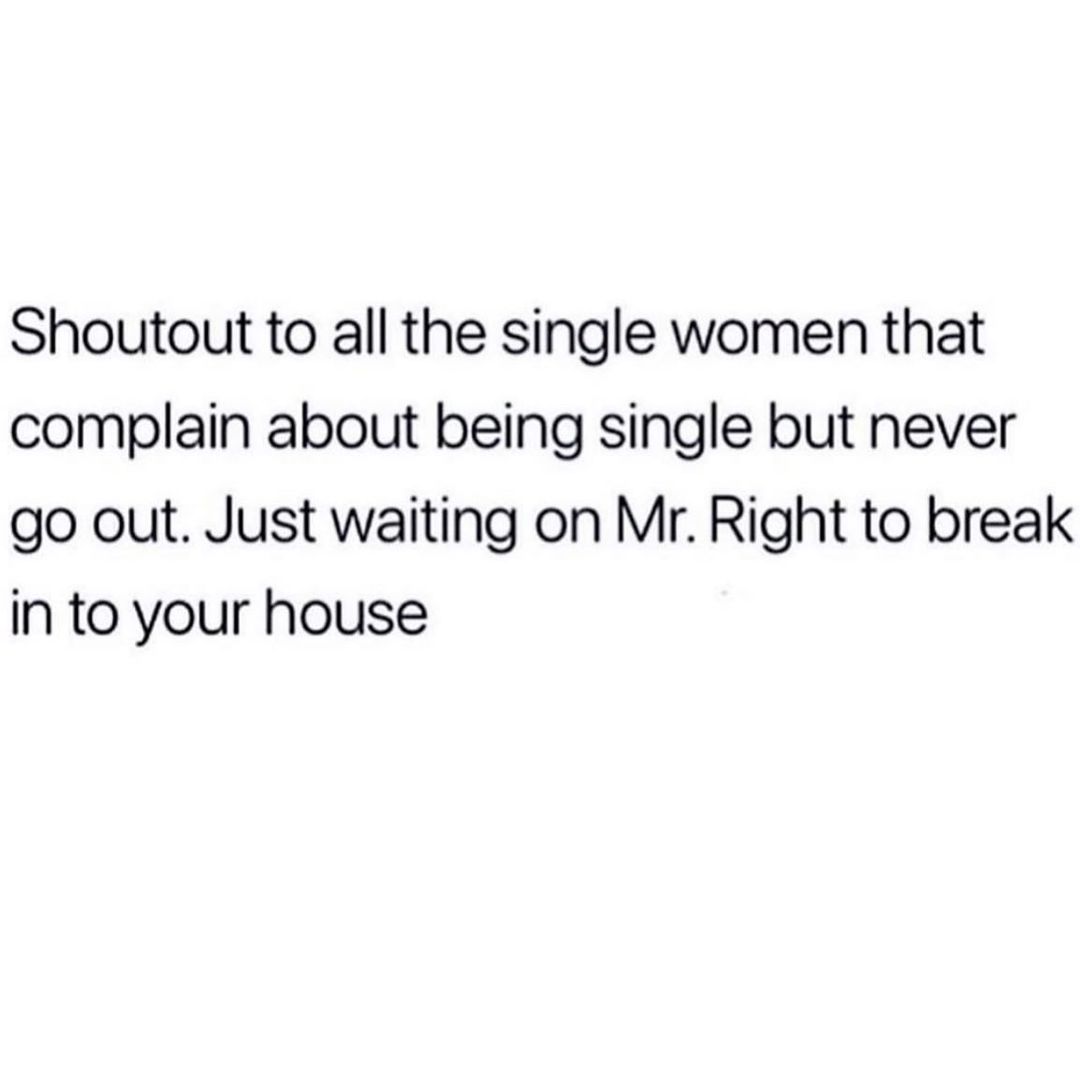 Shoutout to all the single women that
complain about being single but never
go out. Just waiting on Mr. Right to break
in to your house